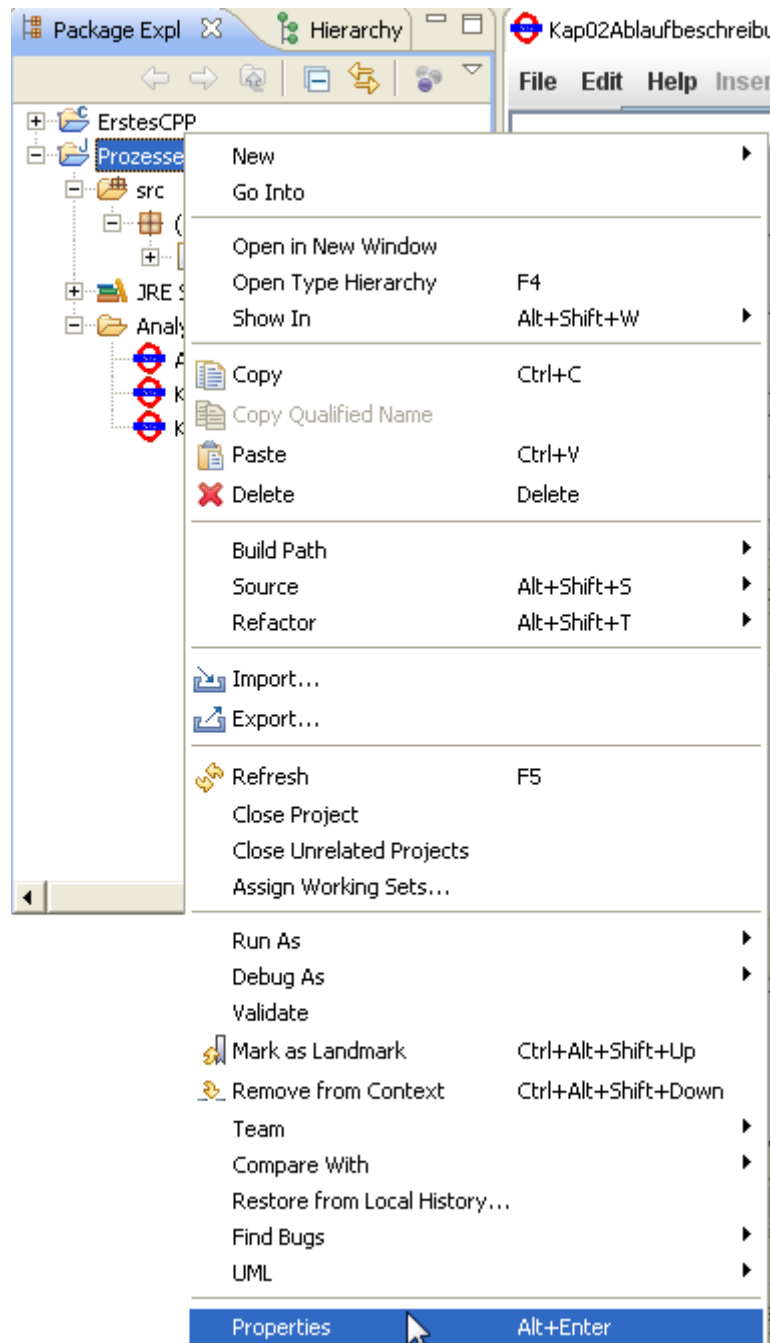 Package Expl Hierarchy Kap02Ablaufbeschreibu
File Edit Help Inser
ErstesCPP
Prozesse
src
(
JRE S
Analy
A
K
K
New
Go Into
Open in New Window
Open Type Hierarchy F4
Show In Alt+Shift+W
Copy Ctrl+C
Copy Qualified Name
Paste Ctrl+V
Delete Delete
Build Path
Source Alt+Shift+S
Refactor Alt+Shift+T
Import...
Export...
Refresh F5
Close Project
Close Unrelated Projects
Assign Working Sets...
Run As
Debug As
Validate
Mark as Landmark Ctrl+Alt+Shift+Up
Remove from Context Ctrl+Alt+Shift+Down
Team
Compare With
Restore from Local History...
Find Bugs
UML
Properties Alt+Enter